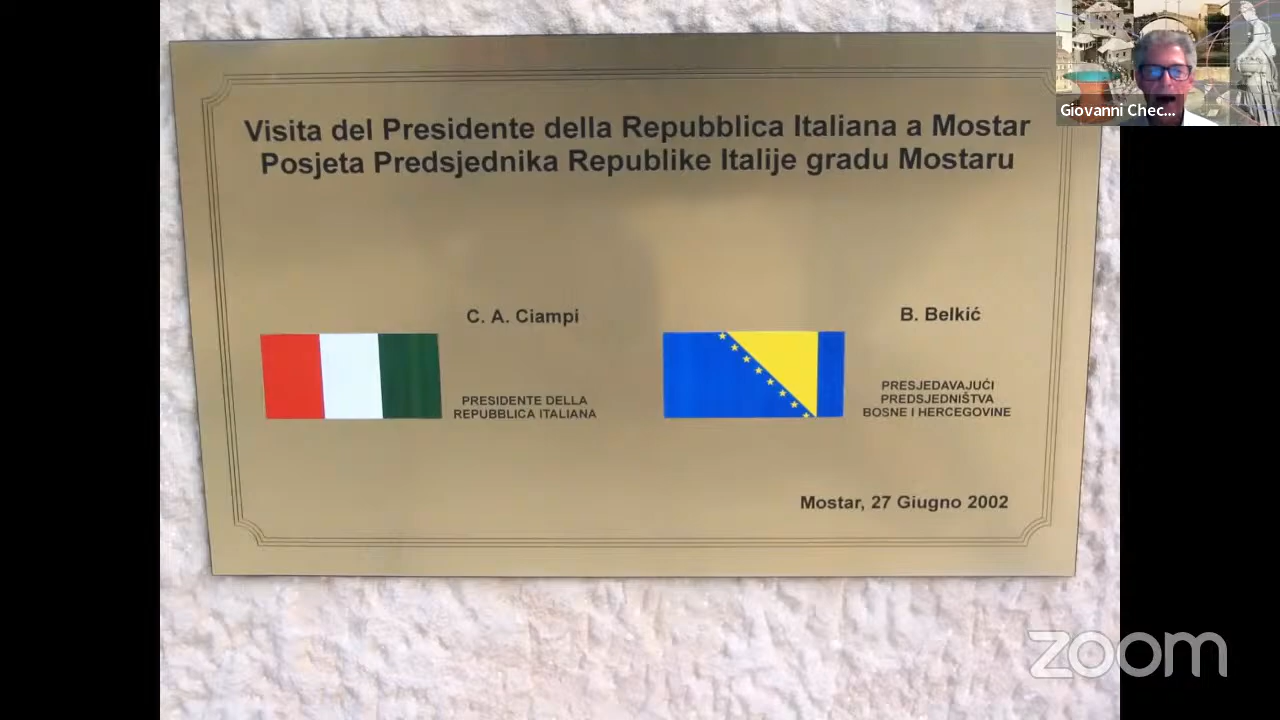 Giovanni Chec...
Visita del Presidente della Repubblica Italiana a Mostar
Posjeta Predsjednika Republike Italije gradu Mostaru
C. A. Ciampi
PRESIDENTE DELLA
REPUBBLICA ITALIANA
B. Belkić
PRESJEDAVAJUĆI
PREDSJEDNIŠTVA
BOSNE I HERCEGOVINE
Mostar, 27 Giugno 2002
zoom